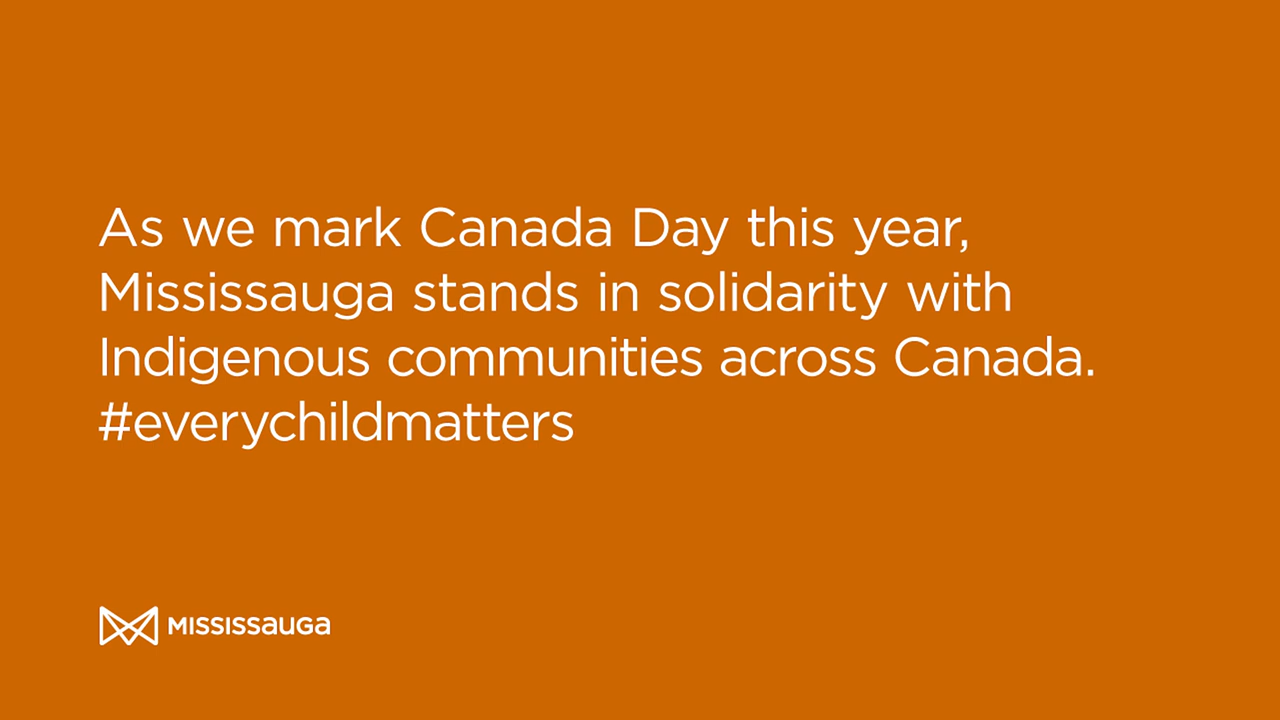 As we mark Canada Day this year,
Mississauga stands in solidarity with
Indigenous communities across Canada.
#everychildmatters
MISSISSauGa